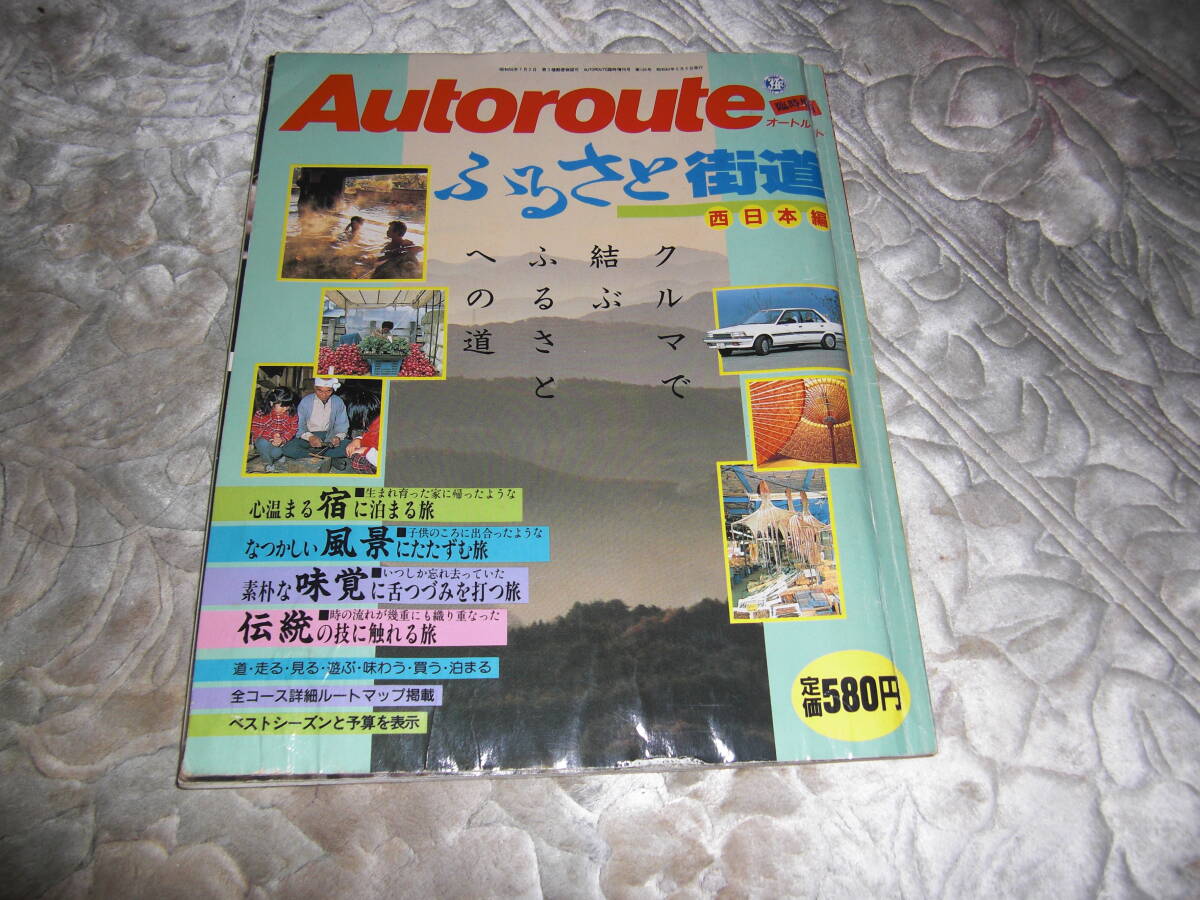 Autoroute
オートルート
ふるさと街道
西日本編
クルマで
結ぶ
ふるさと
への道
■生まれ育った家に帰ったような
心温まる宿に泊まる旅
■子供のころに出合ったような
なつかしい風景にたたずむ旅
■いつしか忘れ去っていた
素朴な味覚に舌つづみを打つ旅
■時の流れが幾重にも織り重なった
伝統の技に触れる旅
道・走る・見る・遊ぶ・味わう・買う・泊まる
全コース詳細ルートマップ掲載
ベストシーズンと予算を表示
定価580円